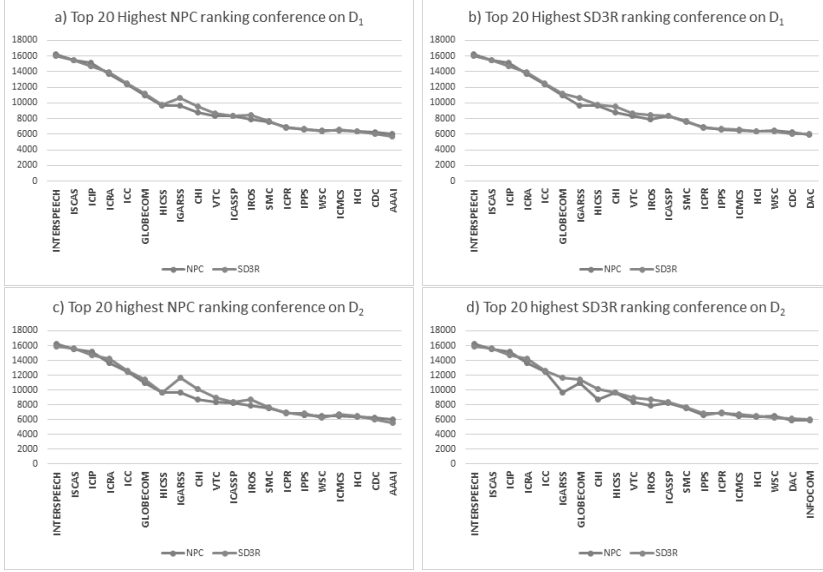 a) Top 20 Highest NPC ranking conference on D1
18000
16000
14000
12000
10000
8000
6000
4000
2000
0
INTERSPEECH
ISCAS
ICIP
ICRA
ICC
GLOBECOM
HICSS
IGARSS
CHI
VTC
ICASSP
IROS
SMC
ICPR
IPPS
WSC
ICMCS
HCI
CDC
AAAI
NPC SD3R
b) Top 20 Highest SD3R ranking conference on D1
18000
16000
14000
12000
10000
8000
6000
4000
2000
0
INTERSPEECH
ISCAS
ICIP
ICRA
ICC
GLOBECOM
IGARSS
HICSS
CHI
VTC
IROS
ICASSP
SMC
ICPR
IPPS
ICMCS
HCI
WSC
CDC
DAC
NPC SD3R
c) Top 20 highest NPC ranking conference on D2
18000
16000
14000
12000
10000
8000
6000
4000
2000
0
INTERSPEECH
ISCAS
ICIP
ICRA
ICC
GLOBECOM
HICSS
IGARSS
CHI
VTC
ICASSP
IROS
SMC
ICPR
IPPS
WSC
ICMCS
HCI
CDC
AAAI
NPC SD3R
d) Top 20 highest SD3R ranking conference on D2
18000
16000
14000
12000
10000
8000
6000
4000
2000
0
INTERSPEECH
ISCAS
ICIP
ICRA
ICC
IGARSS
GLOBECOM
CHI
HICSS
VTC
IROS
ICASSP
SMC
IPPS
ICPR
ICMCS
HCI
WSC
DAC
INFOCOM
NPC SD3R